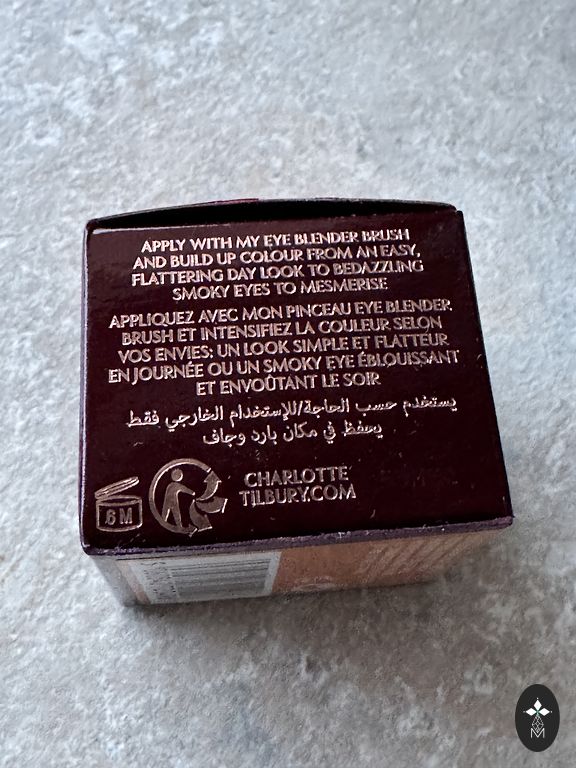 APPLY WITH MY EYE BLENDER BRUSH
AND BUILD UP COLOUR FROM AN EASY,
FLATTERING DAY LOOK TO BEDAZZLING
SMOKY EYES TO MESMERISE
APPLIQUEZ AVEC MON PINCEAU EYE BLENDER
BRUSH ET INTENSIFIEZ LA COULEUR SELON
VOS ENVIES: UN LOOK SIMPLE ET FLATTEUR
EN JOURNÉE OU UN SMOKY EYE ÉBLOUISSANT
ET ENVOÛTANT LE SOIR
يستخدم حسب الحاجة/للإستخدام الخارجي فقط
يحفظ في مكان بارد وجاف
6 M
CHARLOTTE
TILBURY.COM
M